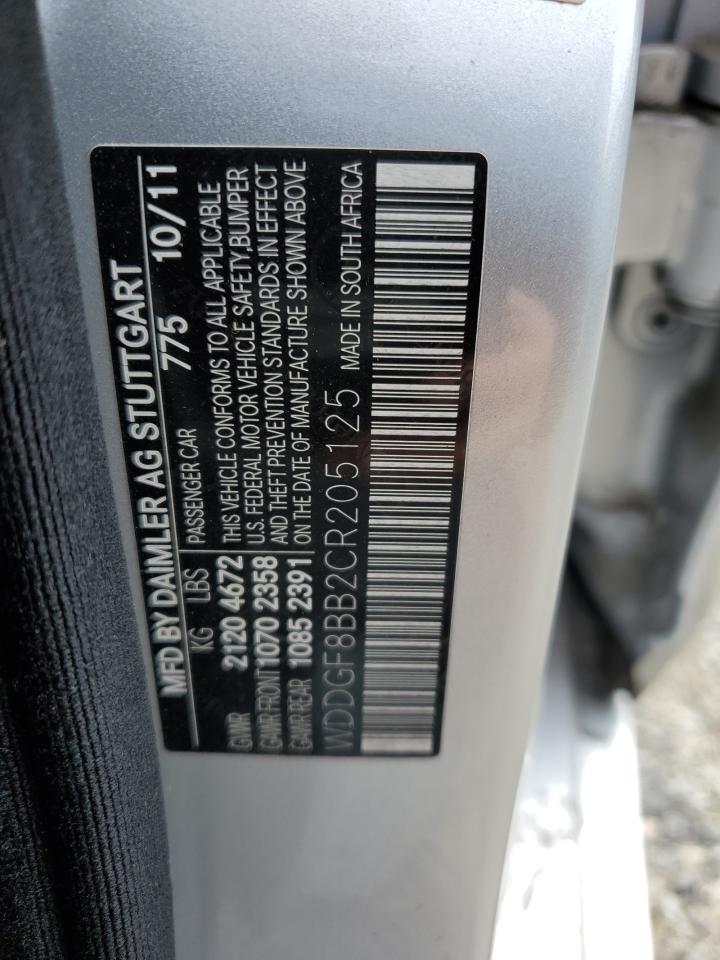 MFD BY DAIMLER AG STUTTGART
KG LBS PASSENGER CAR 775 10/11
GVWR 2120 4672
GAWR FRONT 1070 2358
GAWR REAR 1085 2391
THIS VEHICLE CONFORMS TO ALL APPLICABLE
U.S. FEDERAL MOTOR VEHICLE SAFETY,BUMPER
AND THEFT PREVENTION STANDARDS IN EFFECT
ON THE DATE OF MANUFACTURE SHOWN ABOVE
WDDGF8BB2CR205125 MADE IN SOUTH AFRICA